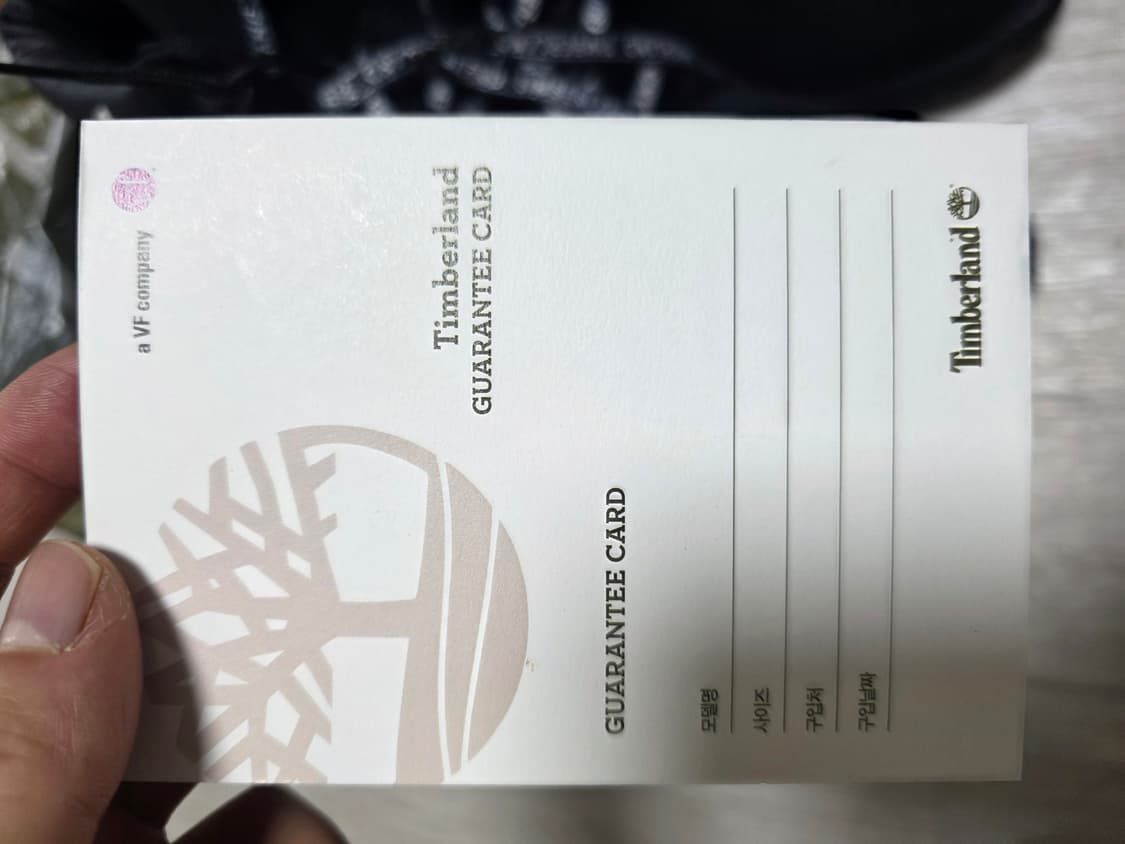 a VF company
Timberland
GUARANTEE CARD
GUARANTEE CARD
모델명
사이즈
구입처
구입날짜
Timberland